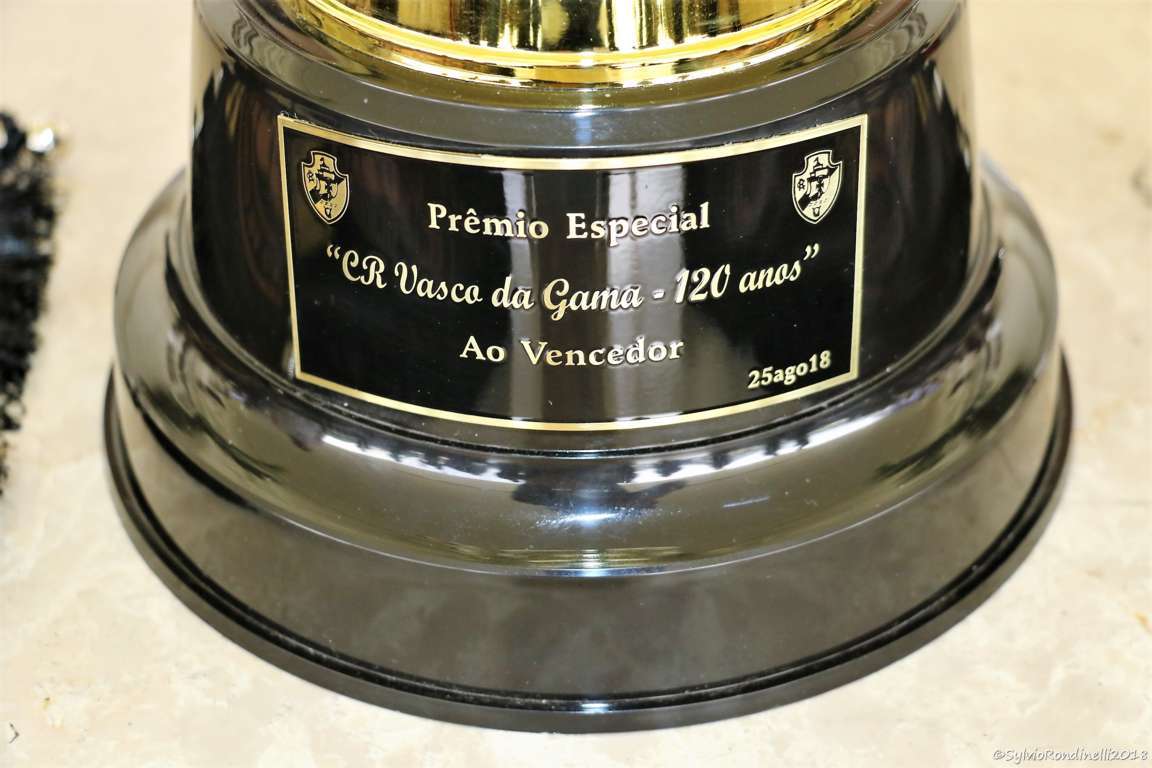 Prêmio Especial
“CR Vasco da Gama - 120 anos”
Ao Vencedor
25ago18
©SylvioRondinelli2018